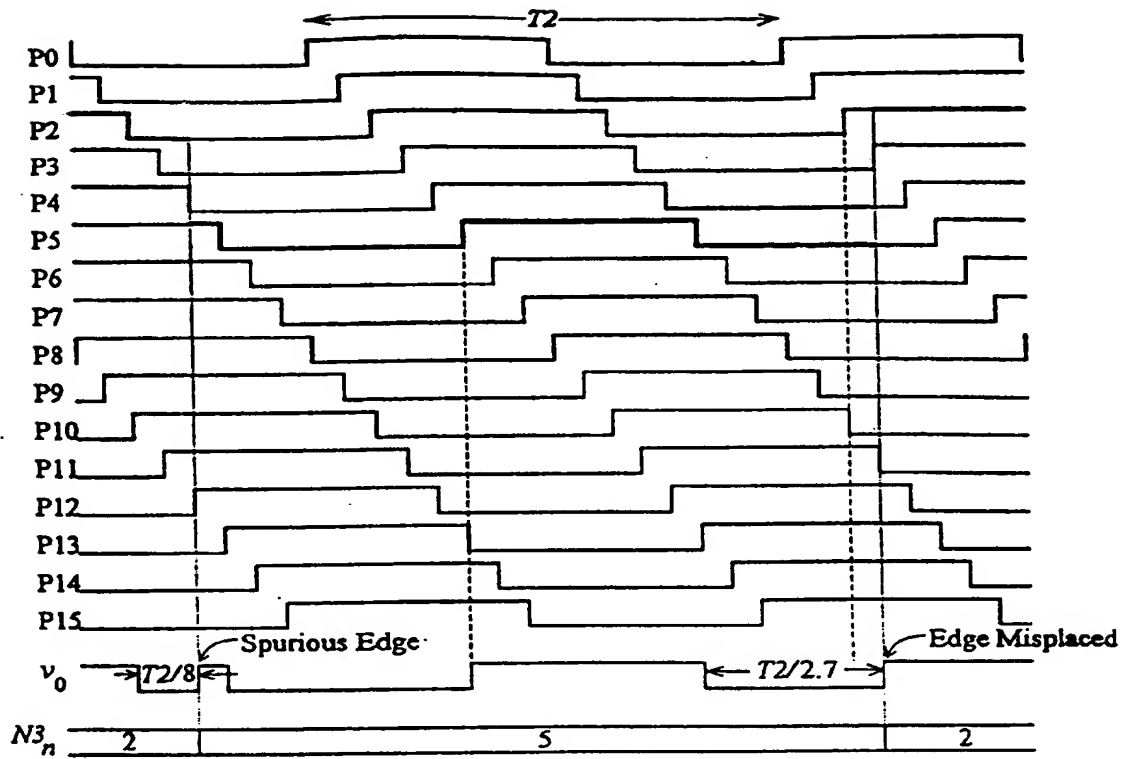 T2
P0
P1
P2
P3
P4
P5
P6
P7
P8
P9
P10
P11
P12
P13
P14
P15
Spurious Edge
Edge Misplaced
v0
T2/8
T2/2.7
N3n
2
5
2